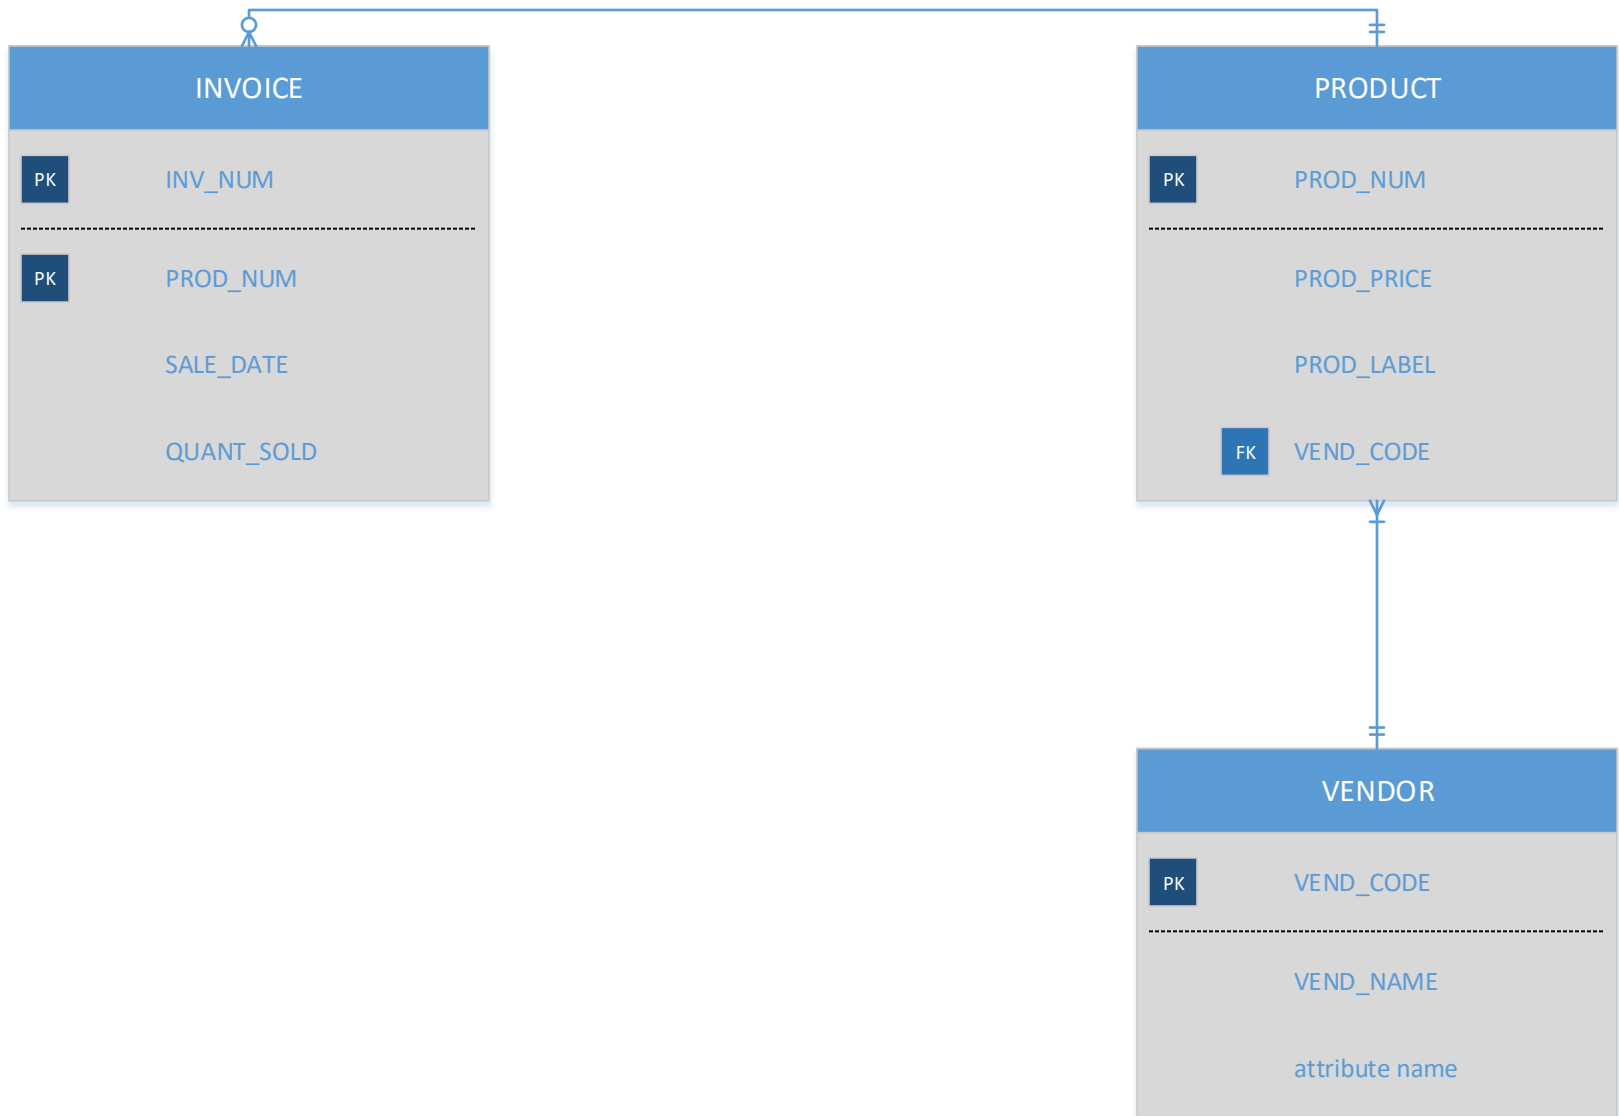 INVOICE
PK INV_NUM
PK PROD_NUM
SALE_DATE
QUANT_SOLD
PRODUCT
PK PROD_NUM
PROD_PRICE
PROD_LABEL
FK VEND_CODE
VENDOR
PK VEND_CODE
VEND_NAME
attribute name